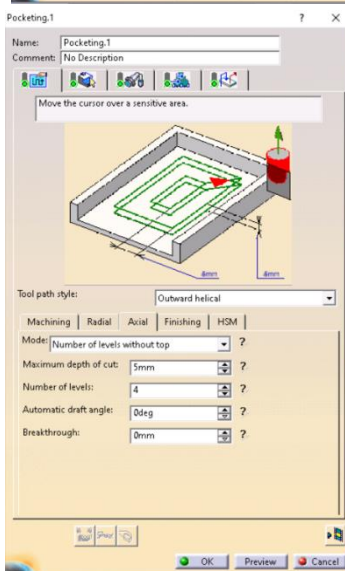 Pocketing.1 ? ×
Name: Pocketing.1
Comment: No Description
Move the cursor over a sensitive area.
4mm 4mm
Tool path style: Outward helical
Machining Radial Axial Finishing HSM
Mode: Number of levels without top ?
Maximum depth of cut: 5mm ?
Number of levels: 4 ?
Automatic draft angle: 0deg ?
Breakthrough: 0mm ?
OK Preview Cancel